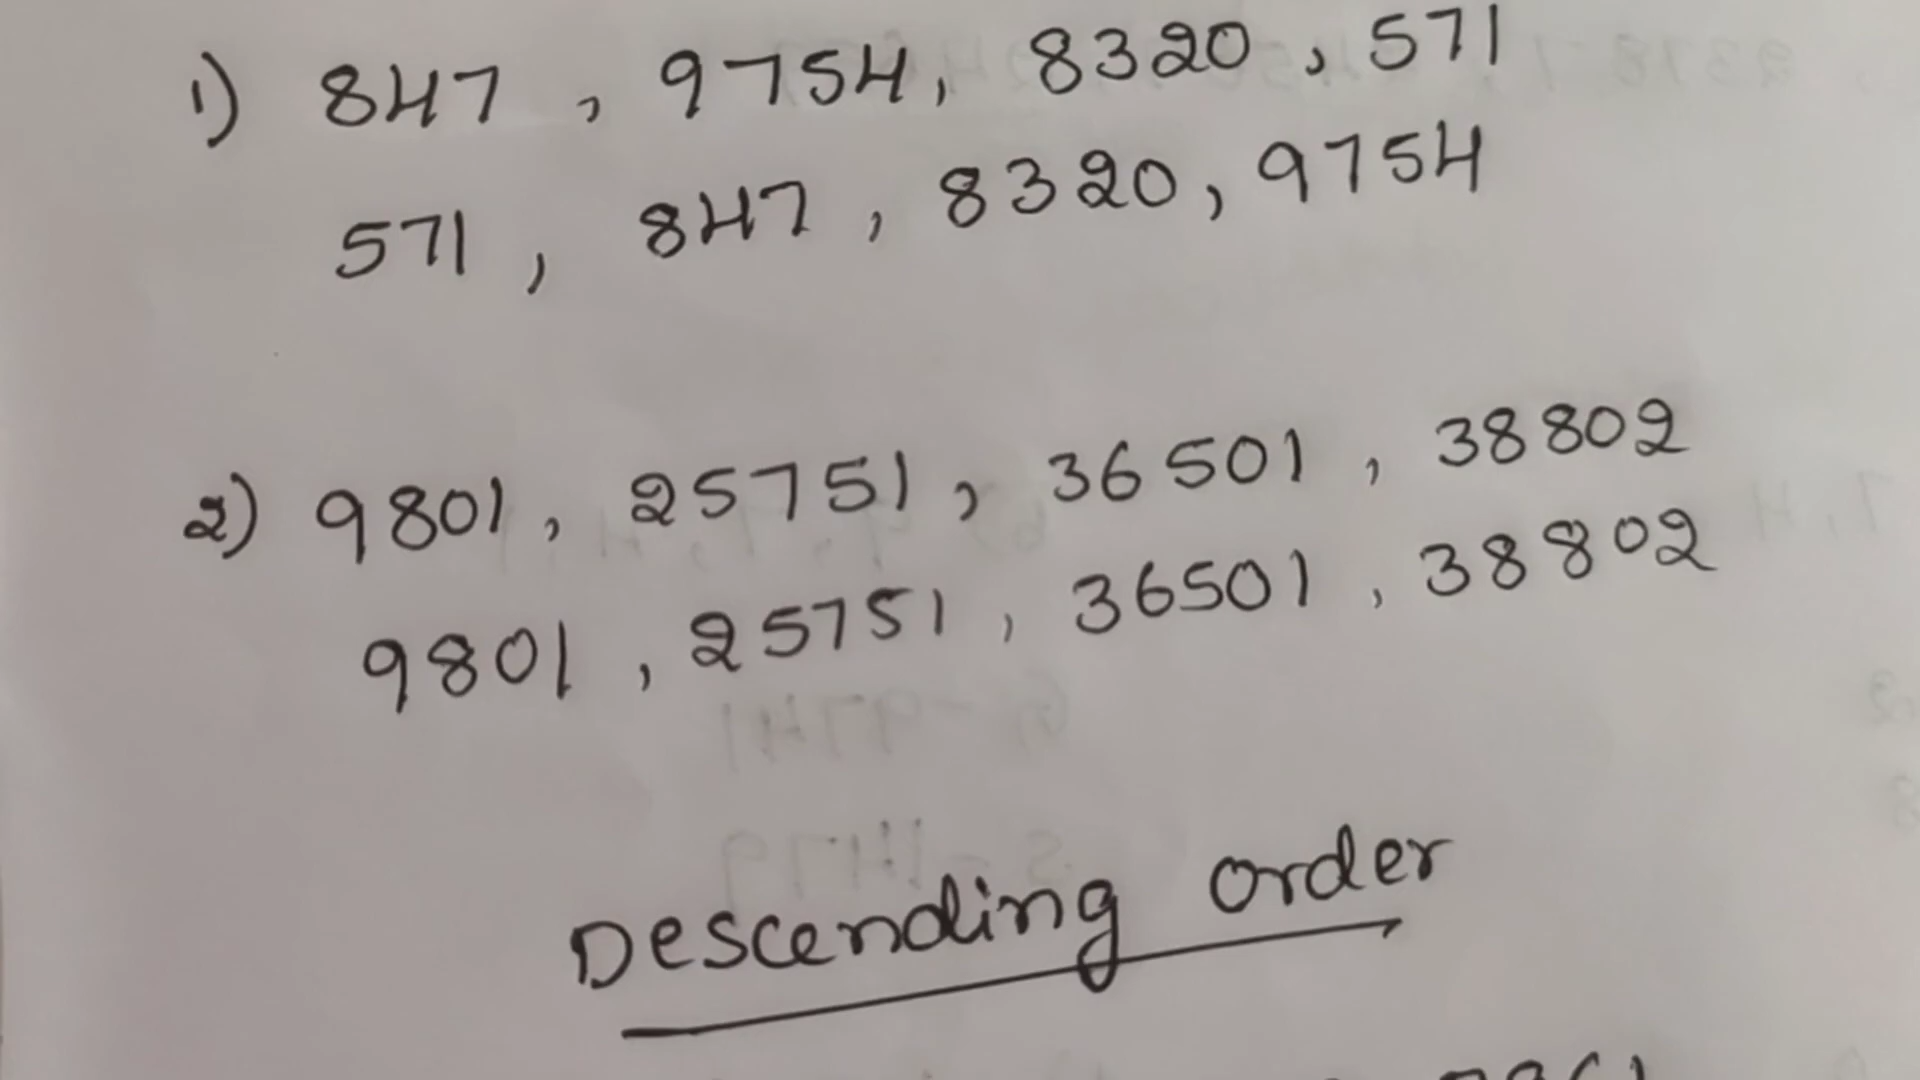 1) 847 , 9754, 8320 , 571
571 , 847 , 8320, 9754
2) 9801, 25751, 36501 , 38802
9801 , 25751 , 36501 , 38802
Descending order